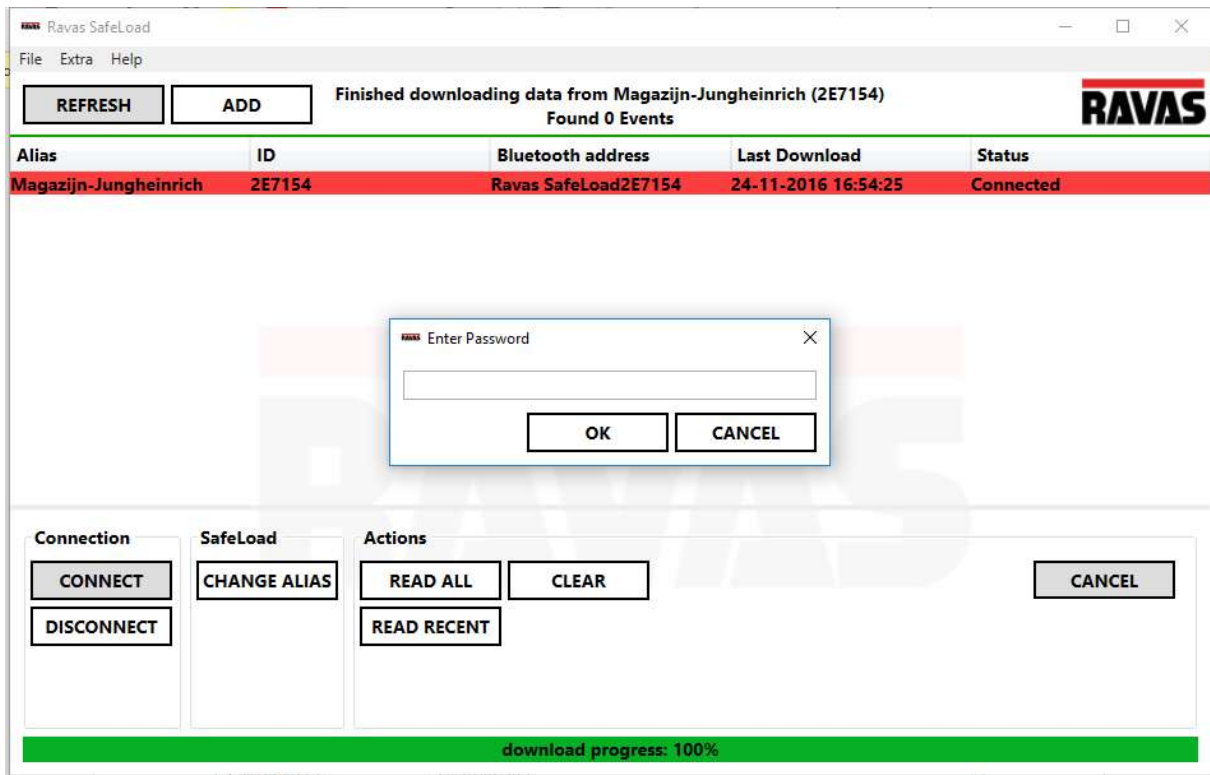 RAVAS Ravas SafeLoad
File Extra Help
REFRESH ADD Finished downloading data from Magazijn-Jungheinrich (2E7154)
Found 0 Events
RAVAS
Alias ID Bluetooth address Last Download Status
Magazijn-Jungheinrich 2E7154 Ravas SafeLoad2E7154 24-11-2016 16:54:25 Connected
RAVAS Enter Password
OK CANCEL
RAVAS
Connection SafeLoad Actions
CONNECT CHANGE ALIAS READ ALL CLEAR CANCEL
DISCONNECT READ RECENT
download progress: 100%